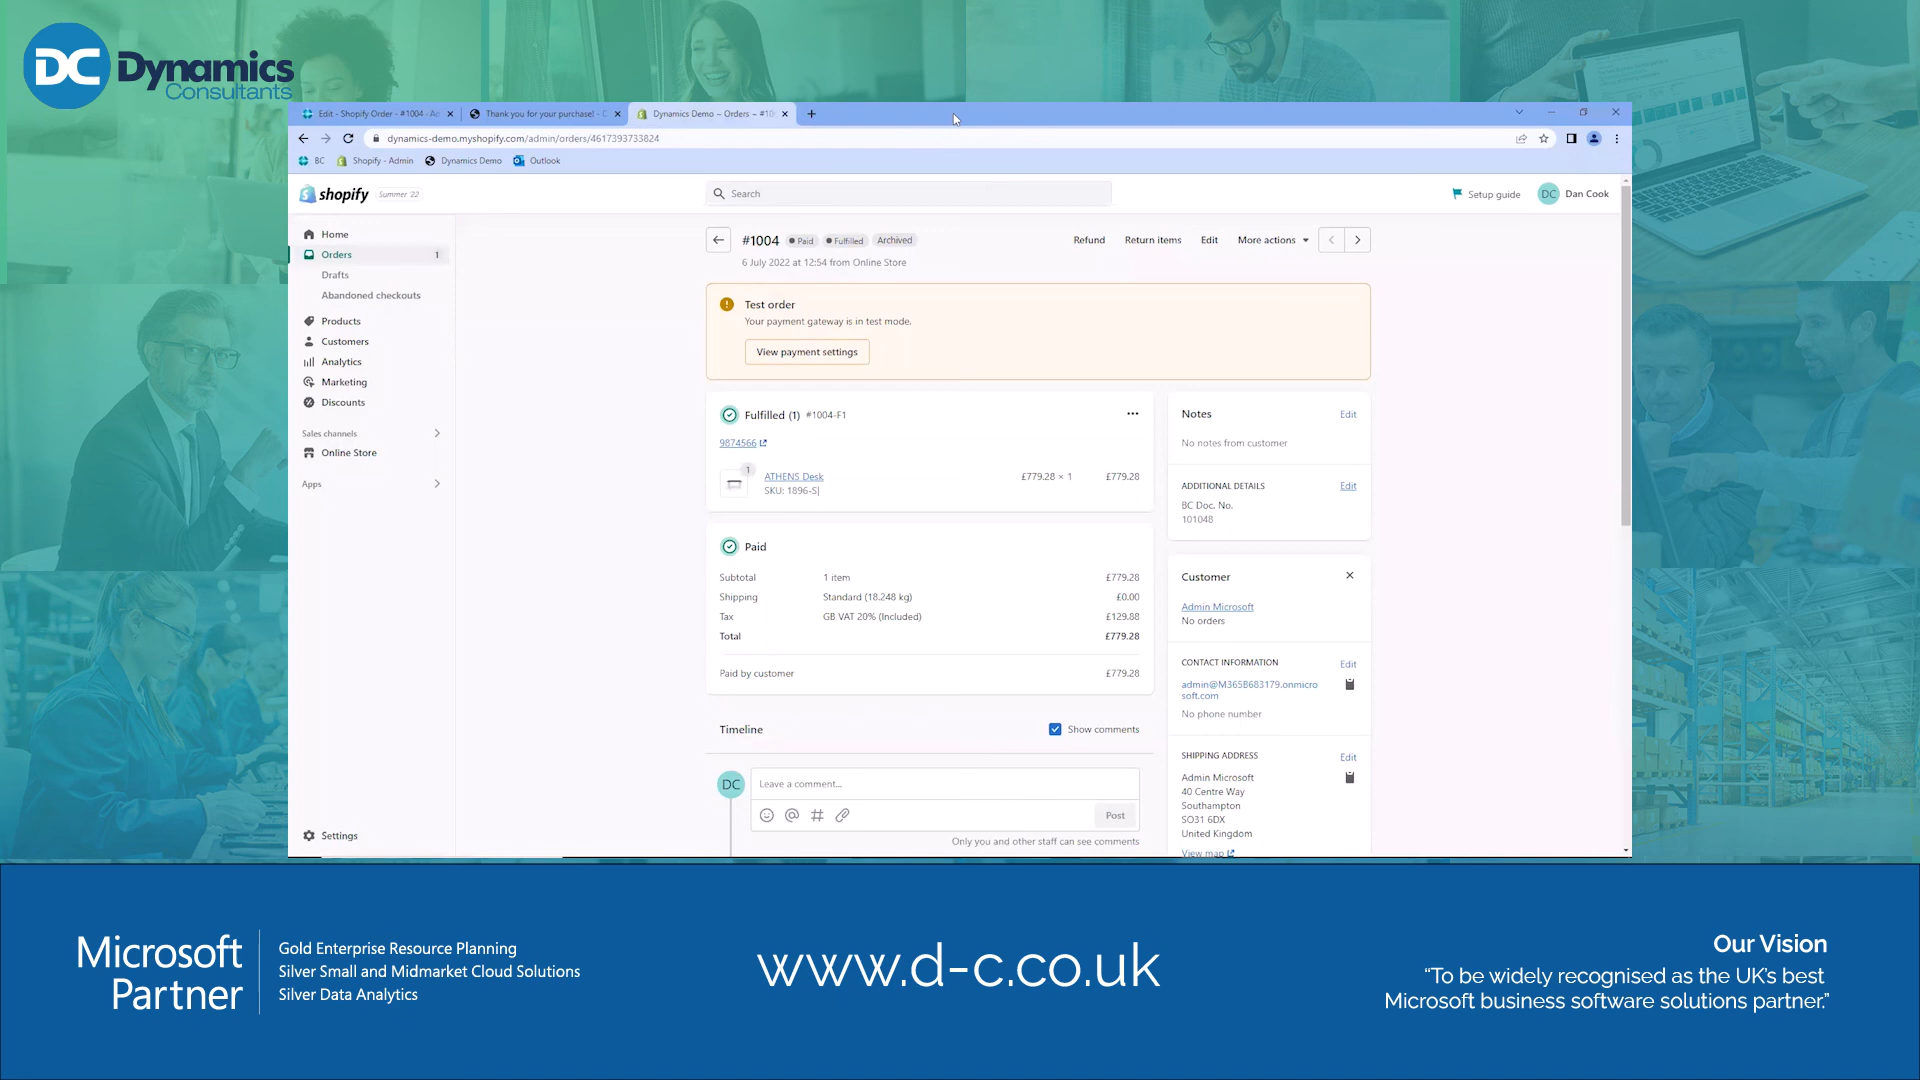 DC Dynamics
Consultants
Edit - Shopify Order - #1004 - Ad
Thank you for your purchase! - D
Dynamics Demo ~ Orders ~ #10
dynamics-demo.myshopify.com/admin/orders/4617393733824
BC
Shopify - Admin
Dynamics Demo
Outlook
shopify
Summer '22
Search
Setup guide
DC
Dan Cook
Home
Orders
1
Drafts
Abandoned checkouts
Products
Customers
Analytics
Marketing
Discounts
Sales channels
Online Store
Apps
Settings
#1004
Paid
Fulfilled
Archived
Refund
Return items
Edit
More actions
6 July 2022 at 12:54 from Online Store
Test order
Your payment gateway is in test mode.
View payment settings
Fulfilled (1) #1004-F1
9874566
1
ATHENS Desk
£779.28 × 1
£779.28
SKU: 1896-S|
Paid
Subtotal 1 item £779.28
Shipping Standard (18.248 kg) £0.00
Tax GB VAT 20% (Included) £129.88
Total £779.28
Paid by customer £779.28
Timeline
Show comments
DC
Leave a comment...
Post
Only you and other staff can see comments
Notes
Edit
No notes from customer
ADDITIONAL DETAILS
Edit
BC Doc. No.
101048
Customer
Admin Microsoft
No orders
CONTACT INFORMATION
Edit
admin@M365B683179.onmicro
soft.com
No phone number
SHIPPING ADDRESS
Edit
Admin Microsoft
40 Centre Way
Southampton
SO31 6DX
United Kingdom
View map
Microsoft
Partner
Gold Enterprise Resource Planning
Silver Small and Midmarket Cloud Solutions
Silver Data Analytics
www.d-c.co.uk
Our Vision
“To be widely recognised as the UK's best
Microsoft business software solutions partner.”